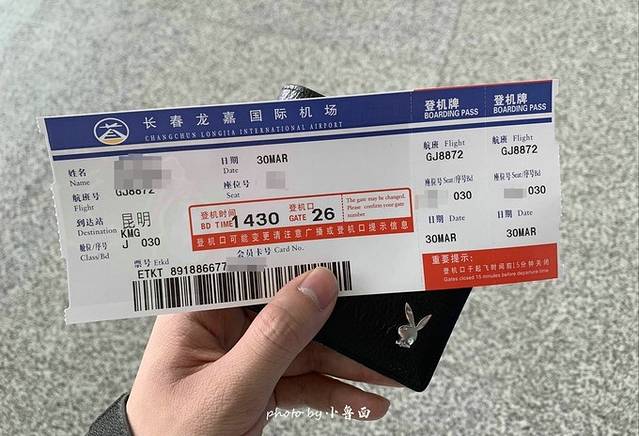 长春龙嘉国际机场
CHANGCHUN LONGJIA INTERNATIONAL AIRPORT
姓名
Name
日期 30MAR
Date
航班号 GJ8872
Flight
座位号
Seat
到达站 昆明
Destination KMG
舱位/序号 J 030
Class/Bd
登机时间 1430 登机口 26
BD TIME GATE
The gate may be changed.
Please confirm your gate
number
登机口可能变更请注意广播或登机口提示信息
票号 Etkd
会员卡号 Card No.
ETKT 89188667
登机牌
BOARDING PASS
航班 Flight
GJ8872
座位号 Seat/序号Bd
030
日期 Date
30MAR
登机牌
BOARDING PASS
航班 Flight
GJ8872
座位号 Seat/序号Bd
030
日期 Date
30MAR
重要提示:
登机口于起飞时间前15分钟关闭
Gates closed 15 minutes before departure time
photo by 小鲁西